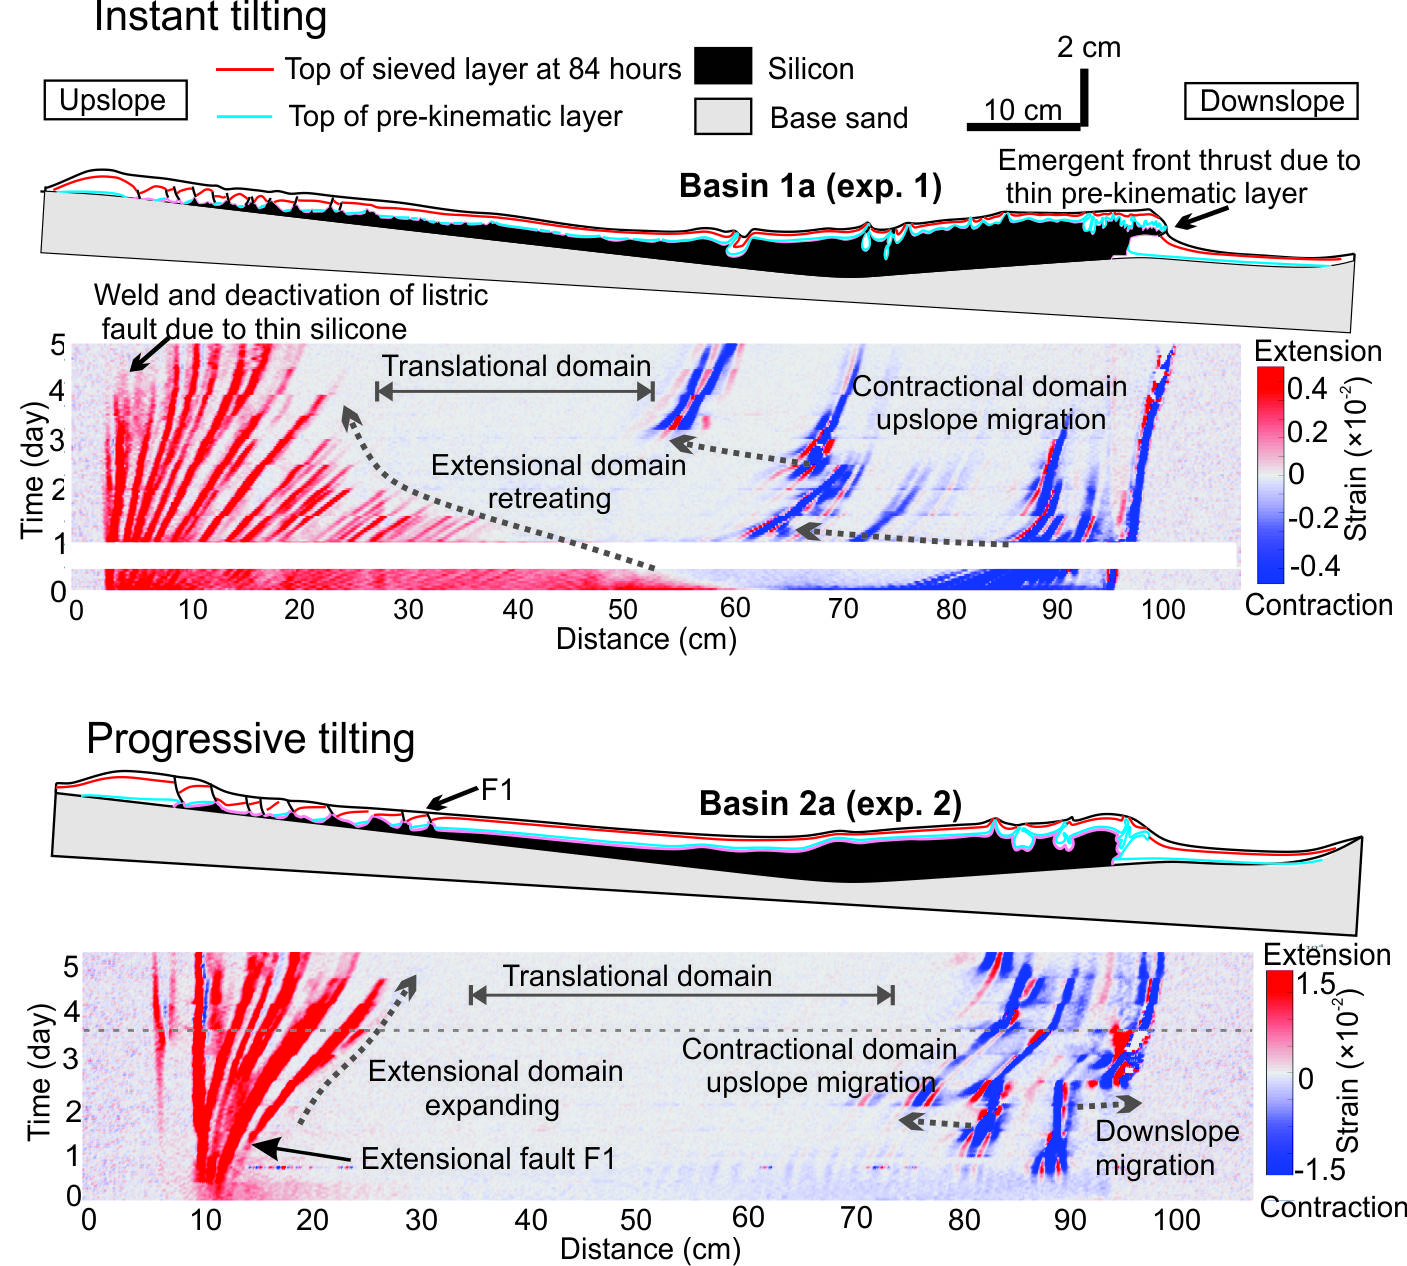 Instant tilting
Top of sieved layer at 84 hours
Silicon
2 cm
Upslope
Top of pre-kinematic layer
Base sand
10 cm
Downslope
Emergent front thrust due to
thin pre-kinematic layer
Basin 1a (exp. 1)
Weld and deactivation of listric
fault due to thin silicone
5
4
3
2
1
0
Time (day)
Translational domain
Contractional domain
upslope migration
Extensional domain
retreating
Extension
0.4
0.2
0
-0.2
-0.4
Strain (×10-2)
Contraction
0 10 20 30 40 50 60 70 80 90 100
Distance (cm)
Progressive tilting
F1
Basin 2a (exp. 2)
5
4
3
2
1
0
Time (day)
Translational domain
Contractional domain
upslope migration
Extensional domain
expanding
Downslope
migration
Extensional fault F1
Extension
1.5
0
-1.5
Strain (×10-2)
Contraction
0 10 20 30 40 50 60 70 80 90 100
Distance (cm)